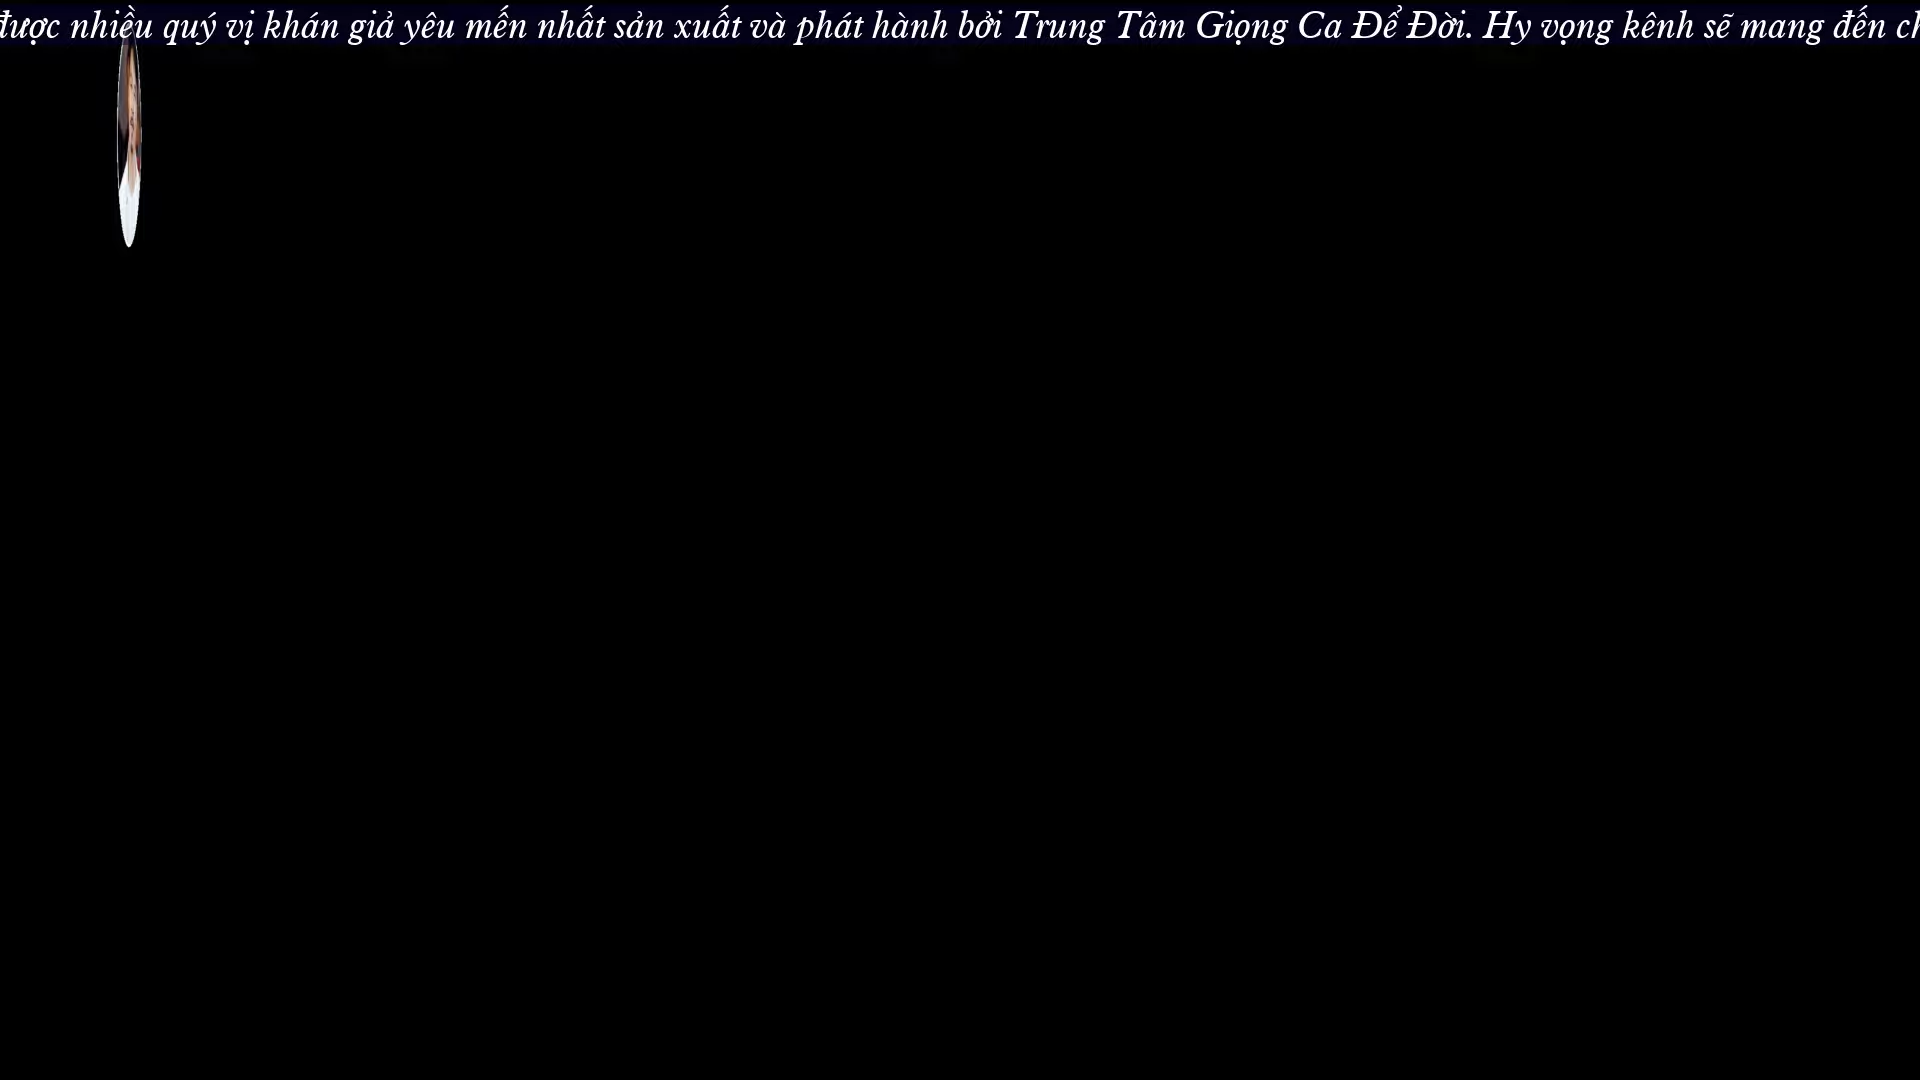 được nhiều quý vị khán giả yêu mến nhất sản xuất và phát hành bởi Trung Tâm Giọng Ca Để Đời. Hy vọng kênh sẽ mang đến